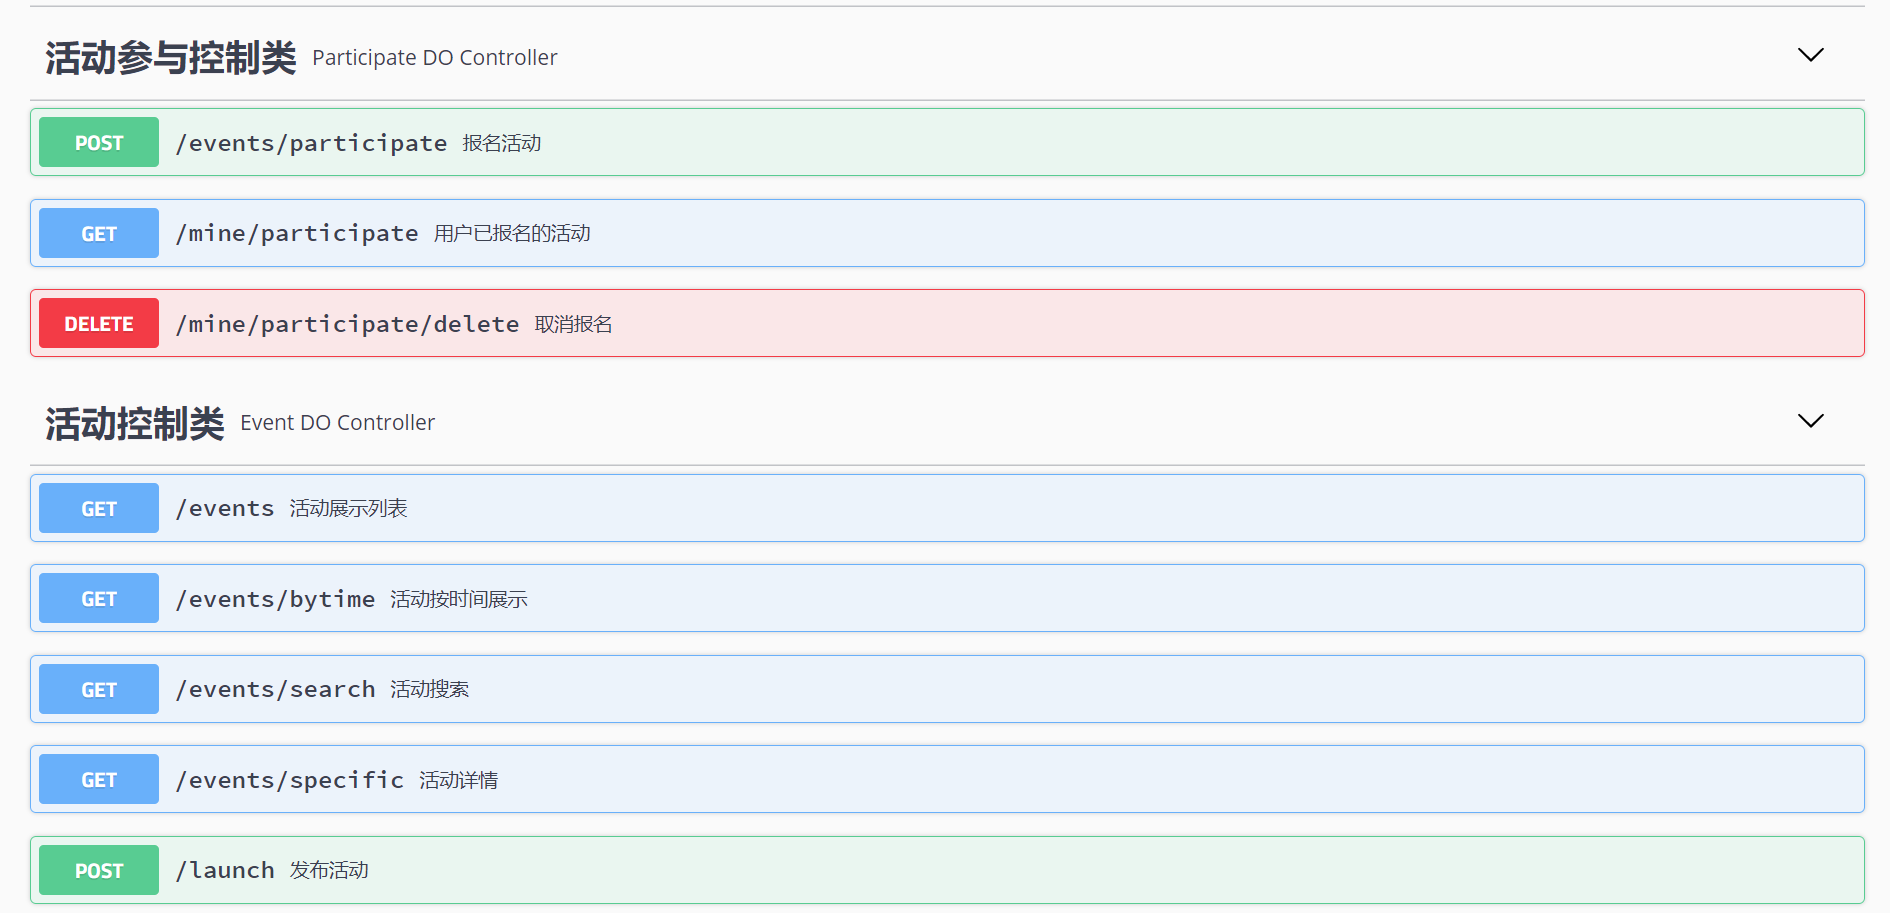 活动参与控制类 Participate DO Controller
POST /events/participate 报名活动
GET /mine/participate 用户已报名的活动
DELETE /mine/participate/delete 取消报名
活动控制类 Event DO Controller
GET /events 活动展示列表
GET /events/bytime 活动按时间展示
GET /events/search 活动搜索
GET /events/specific 活动详情
POST /launch 发布活动